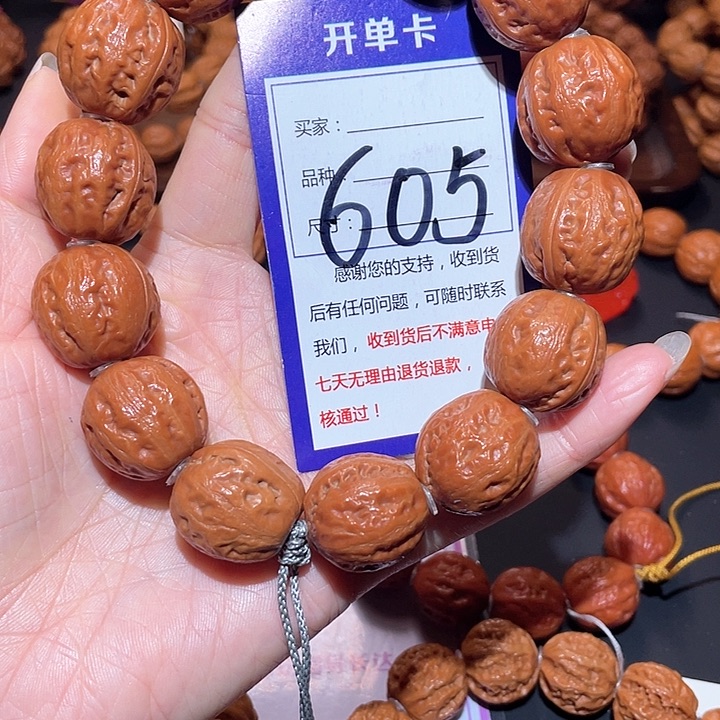 开单卡
买家：
品种：
605
尺寸：
感谢您的支持，收到货
后有任何问题，可随时联系
我们，收到货后不满意
七天无理由退货退款，
核通过！